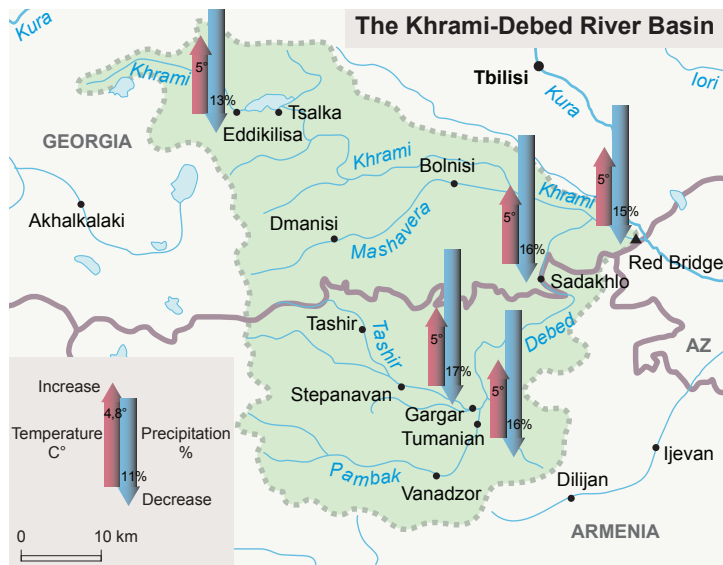 The Khrami-Debed River Basin
Kura
Khrami
5°
13%
Tsalka
Eddikilisa
Tbilisi
Kura
Iori
GEORGIA
Akhalkalaki
Khrami
Bolnisi
Khrami
5°
15%
Dmanisi
Mashavera
5°
16%
Red Bridge
Sadakhlo
Tashir
Tashir
Debed
AZ
5°
17%
5°
16%
Stepanavan
Gargar
Tumanian
Pambak
Vanadzor
Dilijan
Ijevan
ARMENIA
Increase
4,8°
Temperature
C°
Precipitation
%
11%
Decrease
0 10 km